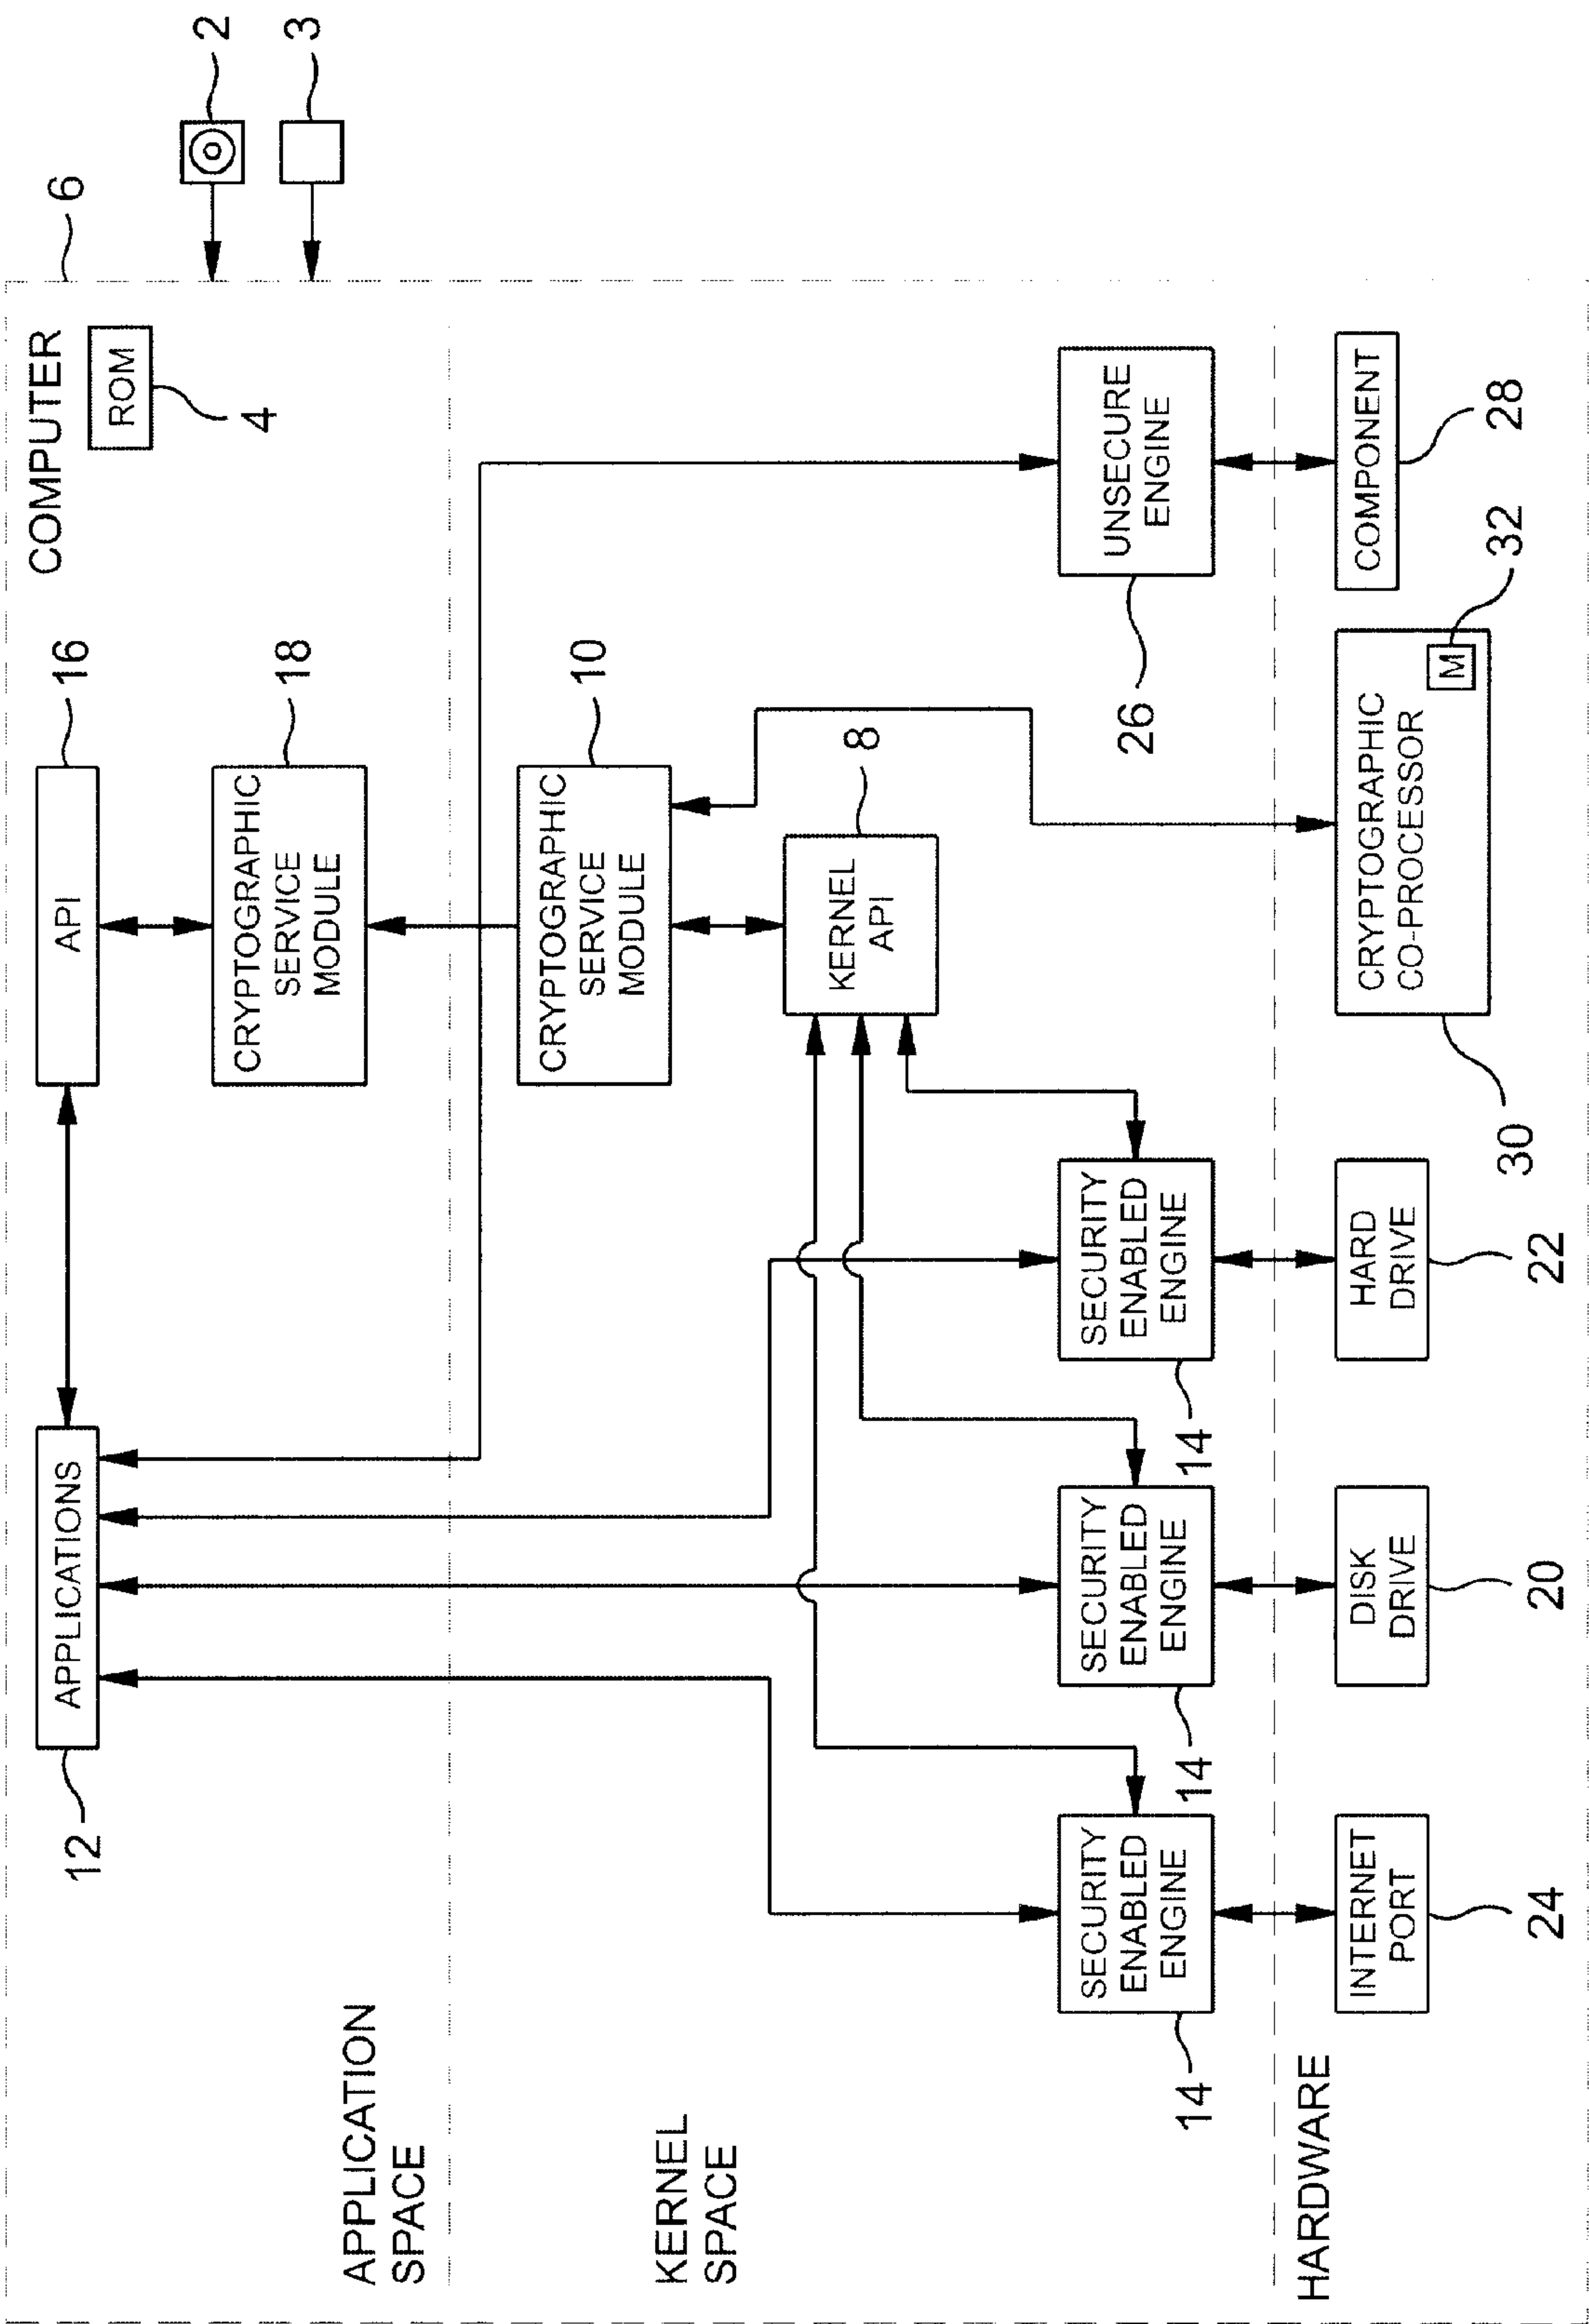 COMPUTER
6
ROM
4
2
3
APPLICATIONS
12
API
16
CRYPTOGRAPHIC
SERVICE
MODULE
18
APPLICATION
SPACE
KERNEL
SPACE
CRYPTOGRAPHIC
SERVICE
MODULE
10
KERNEL
API
8
SECURITY
ENABLED
ENGINE
14
SECURITY
ENABLED
ENGINE
14
SECURITY
ENABLED
ENGINE
14
UNSECURE
ENGINE
26
HARDWARE
INTERNET
PORT
24
DISK
DRIVE
20
HARD
DRIVE
22
CRYPTOGRAPHIC
CO-PROCESSOR
M
30
32
COMPONENT
28